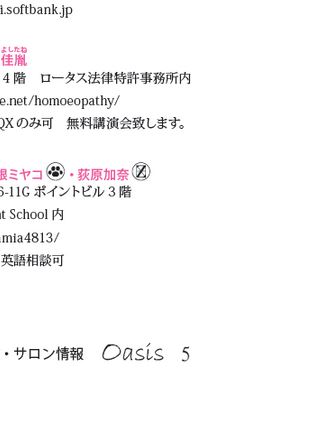 i.softbank.jp
よしたね
佳胤
4階　ロータス法律特許事務所内
e.net/homoeopathy/
QXのみ可　無料講演会致します。
根ミヤコ・荻原加奈 Z
6-11G ポイントビル 3 階
nt School 内
mia4813/
英語相談可
・サロン情報　Oasis　5